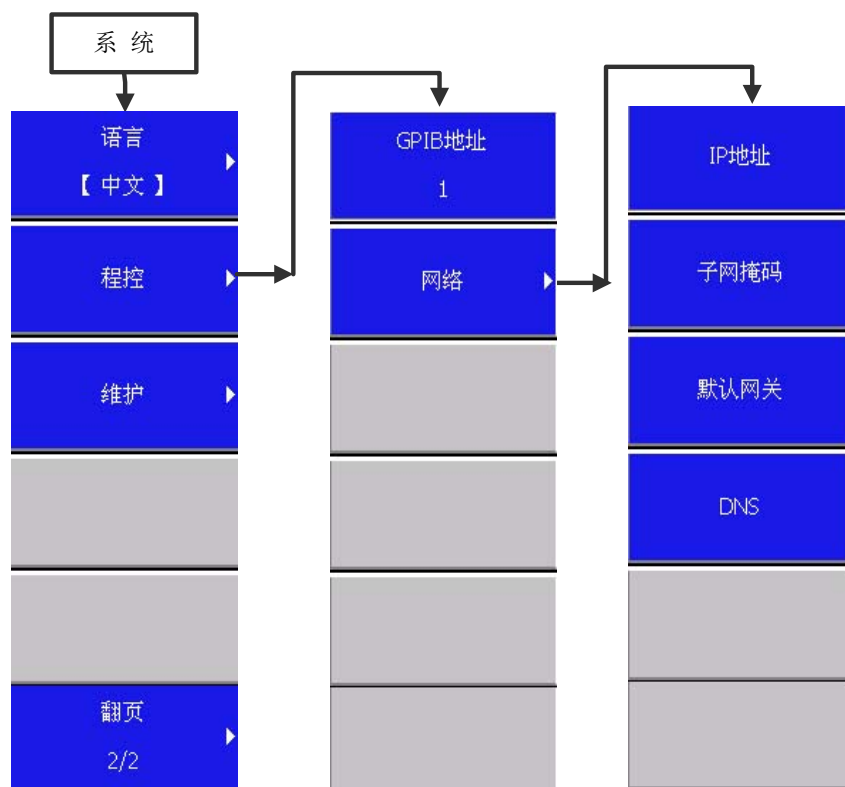 系 统
语言
【 中文 】
程控
维护
翻页
2/2
GPIB地址
1
网络
IP地址
子网掩码
默认网关
DNS